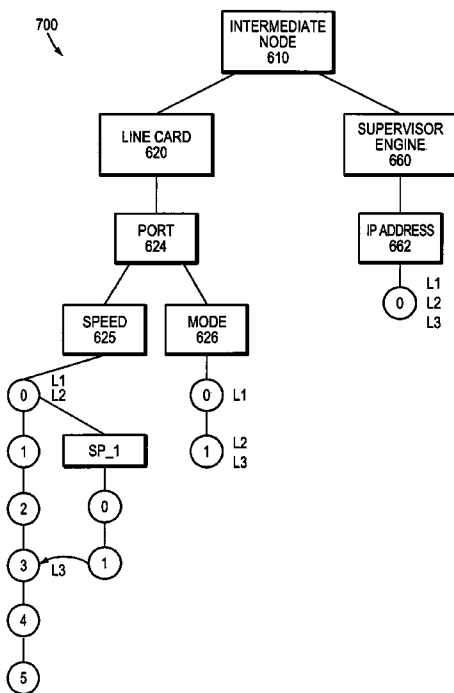 700
INTERMEDIATE
NODE
610
LINE CARD
620
SUPERVISOR
ENGINE
660
PORT
624
IP ADDRESS
662
0
L1
L2
L3
SPEED
625
MODE
626
0
L1
L2
0
L1
1
SP_1
1
L2
L3
2
0
3
L3
1
4
5